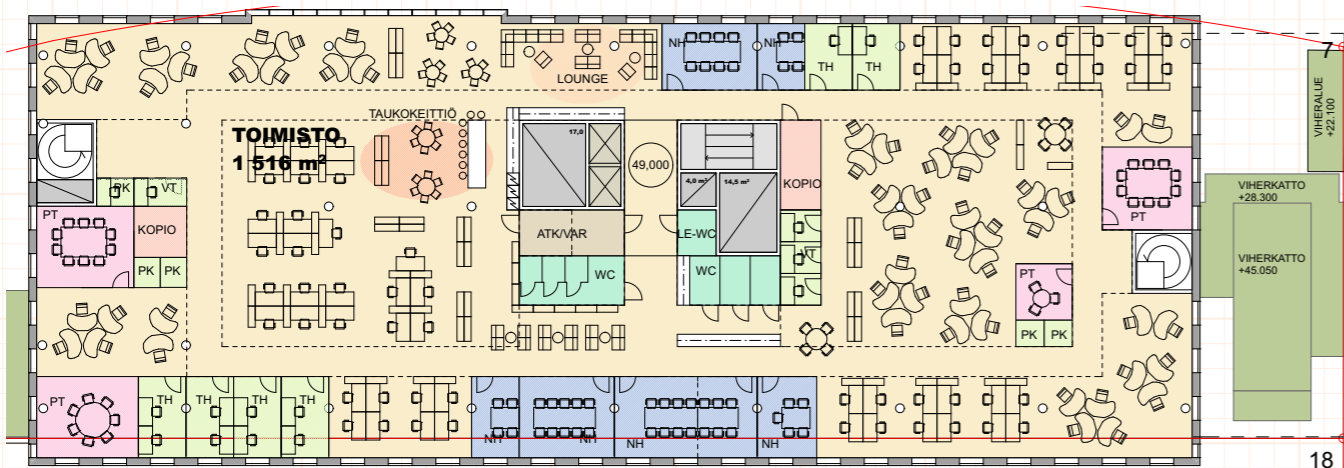 NH
NH
TH
TH
7
LOUNGE
VIHERALUE
+22.100
TAUKOKEITTIÖ
TOIMISTO
1 516 m²
17,0
49,000
4,0 m²
14,5 m²
KOPIO
PK
VT
PT
KOPIO
PK
PK
ATK/VAR
LE-WC
WC
WC
VT
PT
PT
PK
PK
VIHERKATTO
+28.300
VIHERKATTO
+45.050
PT
TH
TH
TH
TH
NH
NH
NH
NH
18